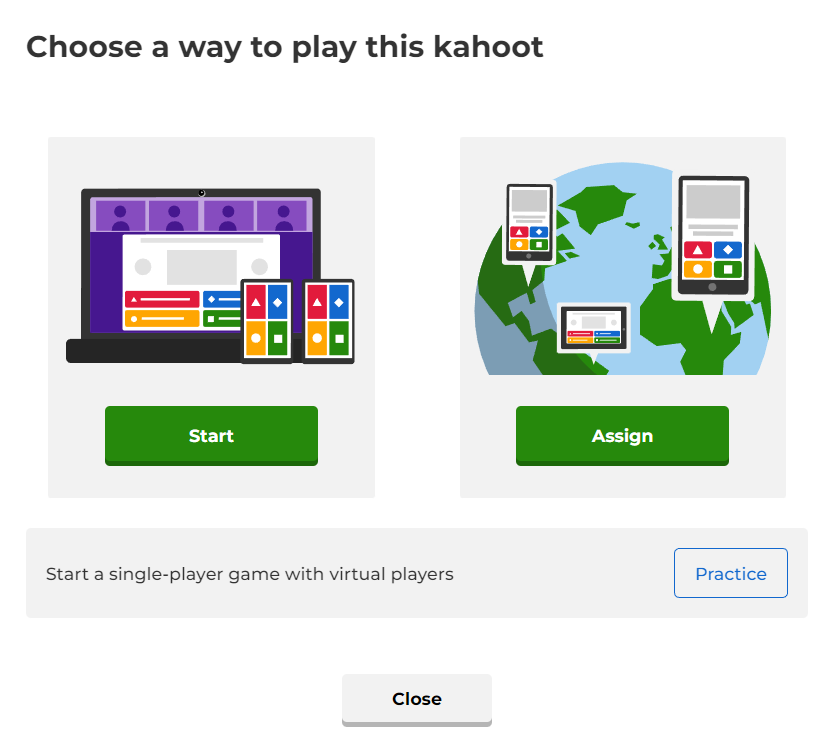 Choose a way to play this kahoot
Start
Assign
Start a single-player game with virtual players
Practice
Close